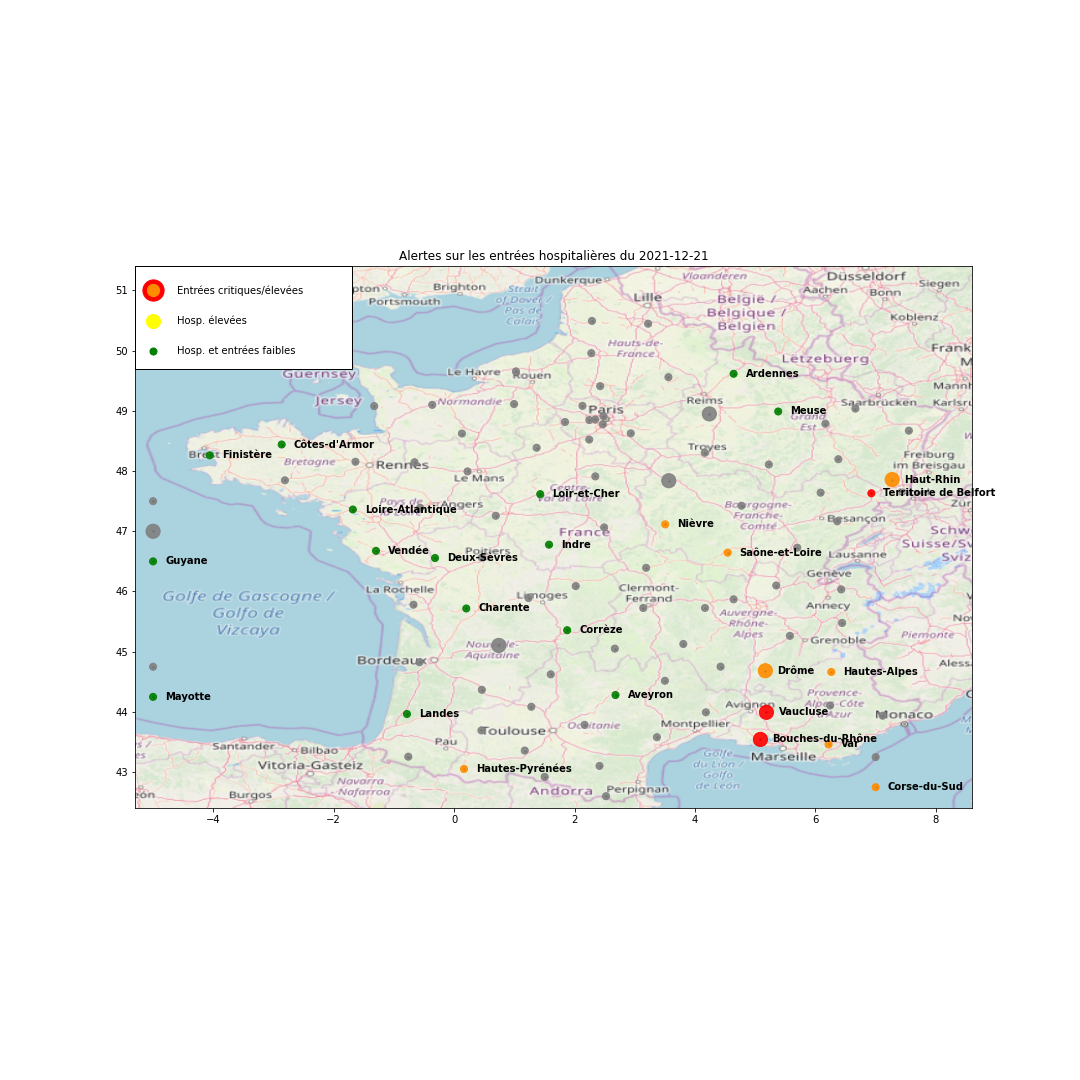 Alertes sur les entrées hospitalières du 2021-12-21
Entrées critiques/élevées
Hosp. élevées
Hosp. et entrées faibles
51
50
49
48
47
46
45
44
43
−4
−2
0
2
4
6
8
Brighton
Portsmouth
Strait
of Dover /
Pas de
Calais
Dunkerque
Lille
Vlaanderen
België /
Belgique /
Belgien
Düsseldorf
Aachen
Bonn
Siegen
Koblenz
Hauts-de-
France
Lëtzebuerg
Guernsey
Jersey
Le Havre
Rouen
Normandie
Paris
Reims
Ardennes
Meuse
Grand
Est
Saarbrücken
Côtes-d'Armor
Finistère
Brest
Bretagne
Rennes
Le Mans
Troyes
Freiburg
im Breisgau
Haut-Rhin
Territoire de Belfort
Loir-et-Cher
Centre-
Val de Loire
Loire-Atlantique
Pays de
Angers
Bourgogne-
Franche-
Comté
Besançon
Nièvre
France
Indre
Vendée
Deux-Sèvres
Poitiers
Saône-et-Loire
Lausanne
Guyane
La Rochelle
Limoges
Clermont-
Ferrand
Genève
Annecy
Golfe de Gascogne /
Golfo de
Vizcaya
Charente
Corrèze
Auvergne-
Rhône-
Alpes
Grenoble
Piemonte
Bordeaux
Nouvelle-
Aquitaine
Drôme
Hautes-Alpes
Mayotte
Aveyron
Landes
Avignon
Vaucluse
Provence-
Alpes-Côte
d'Azur
Monaco
Toulouse
Occitanie
Montpellier
Bouches-du-Rhône
Var
Marseille
Santander
Bilbao
Vitoria-Gasteiz
Pau
Hautes-Pyrénées
Golfe
du Lion /
Golfo
de León
Burgos
Navarra
- Nafarroa
Andorra
Perpignan
Corse-du-Sud